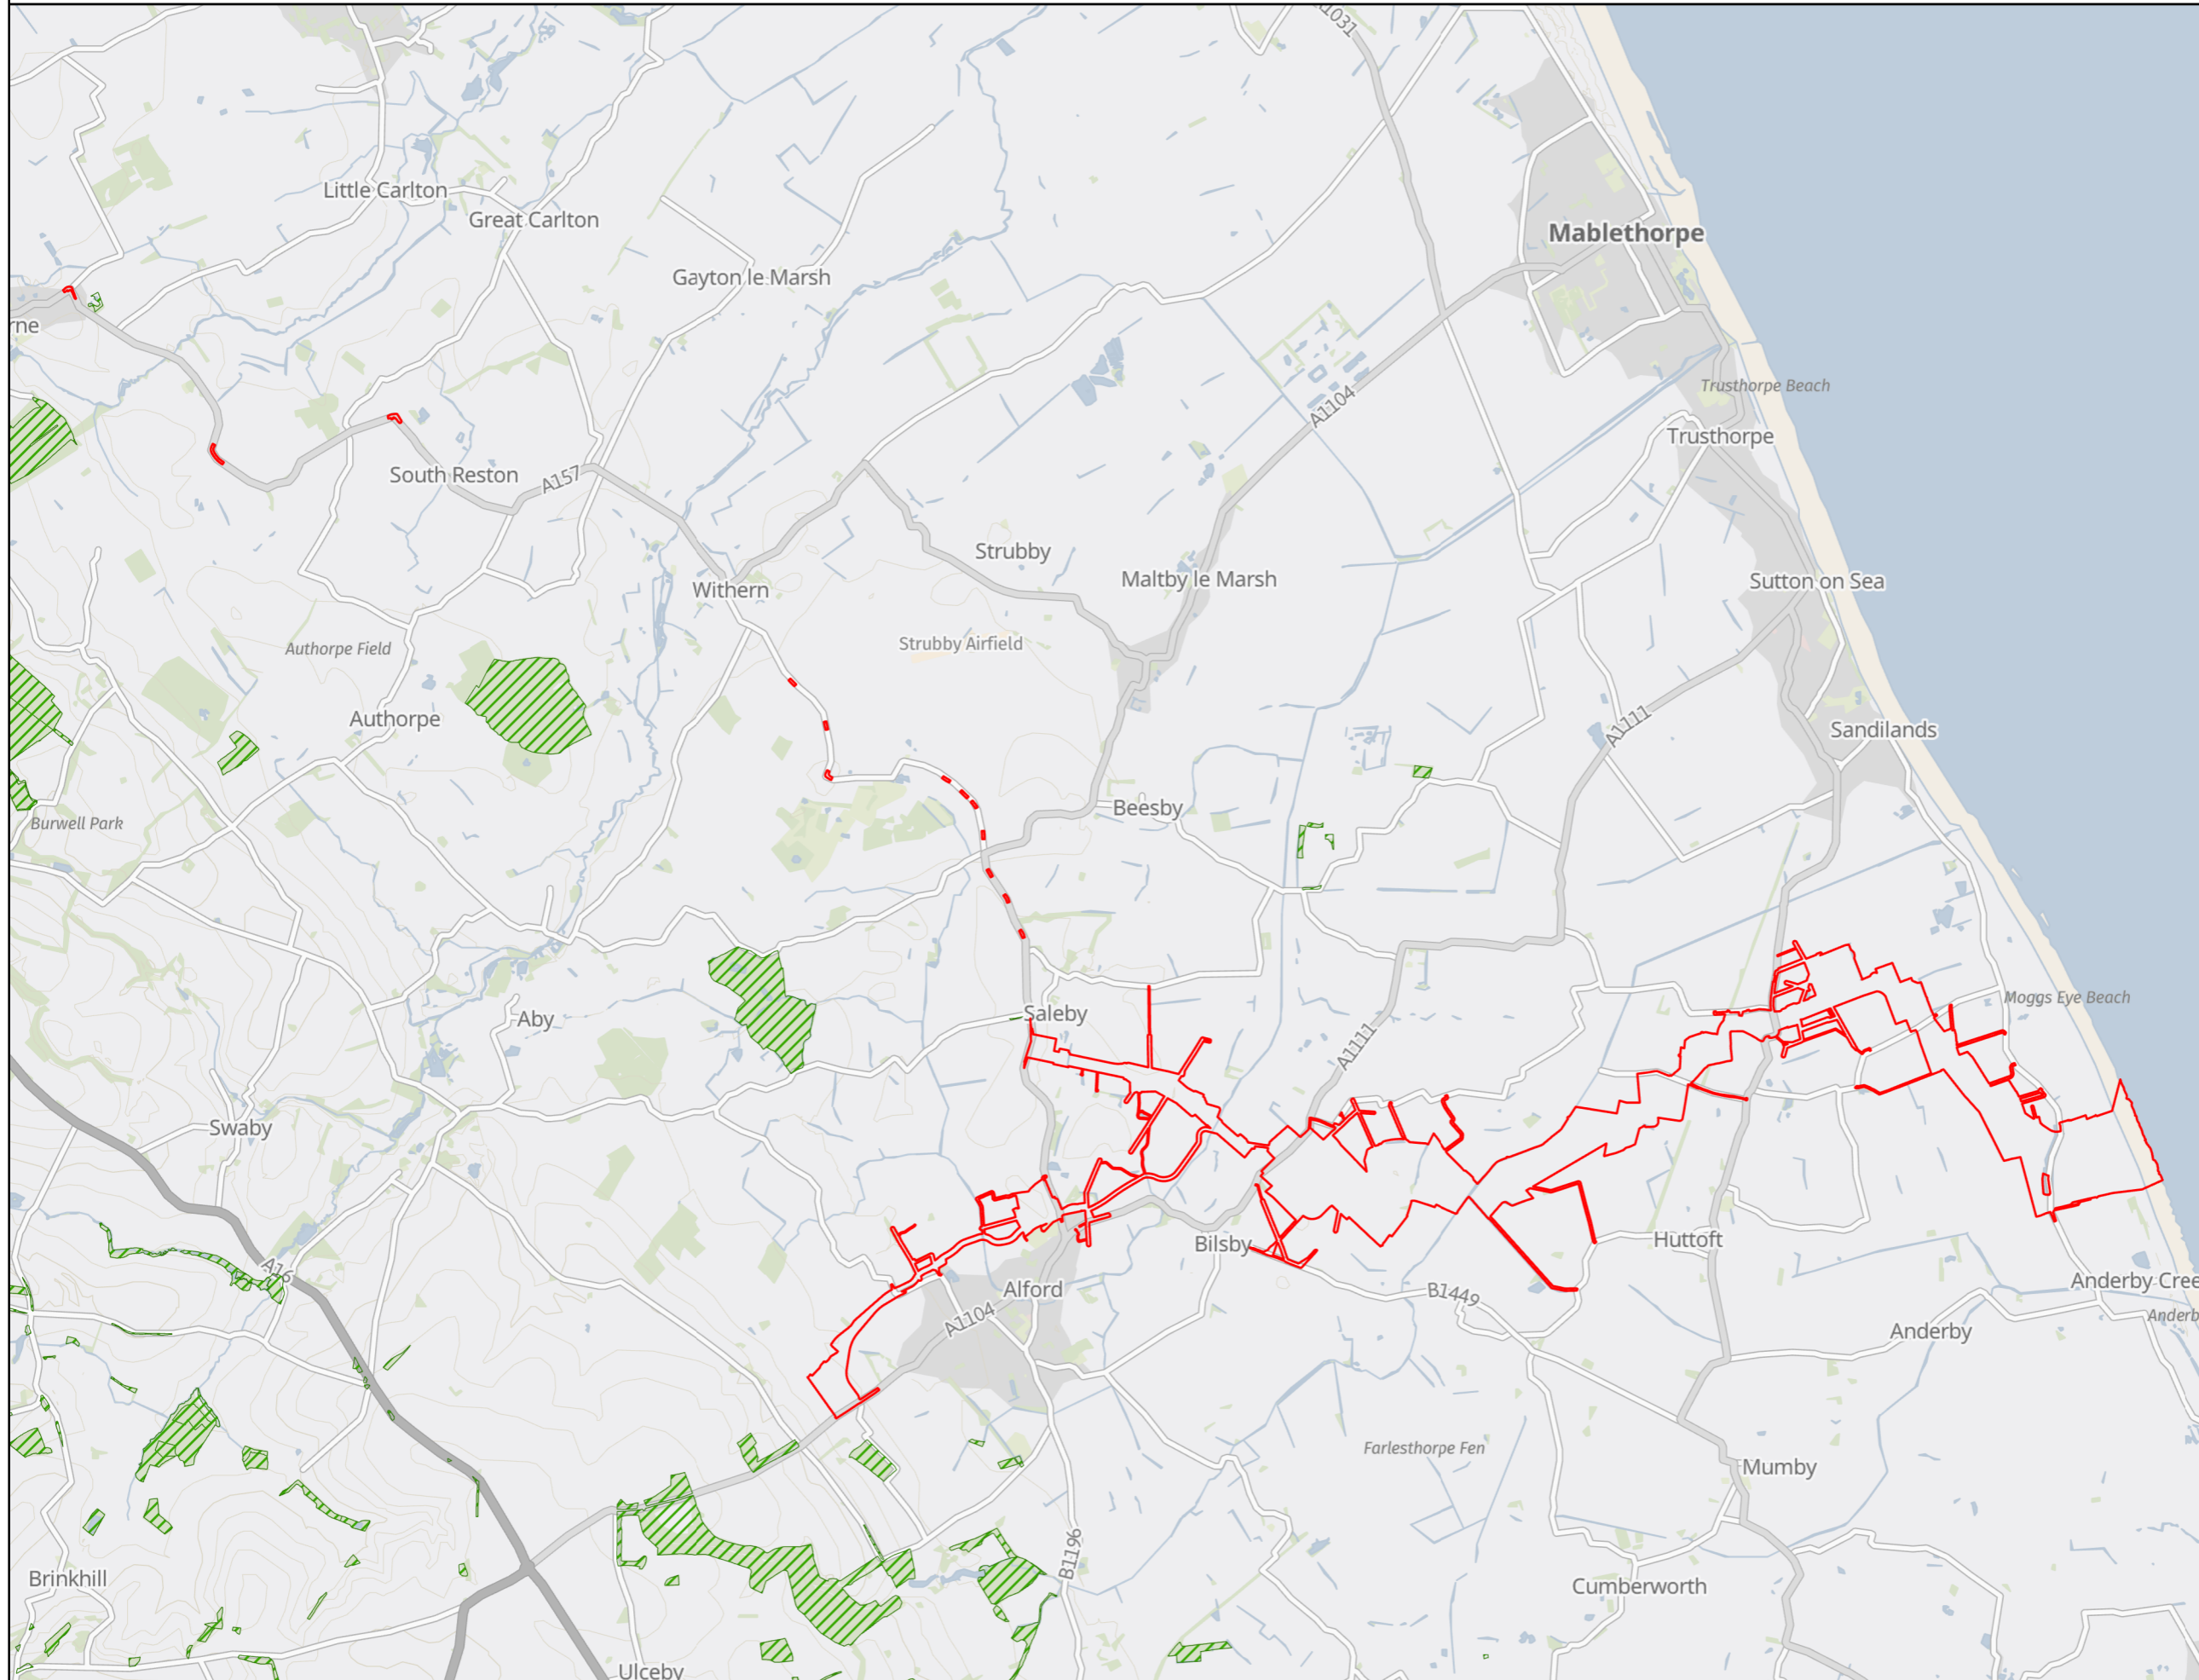 A1031
Little Carlton
Great Carlton
Mablethorpe
Gayton le Marsh
rne
Trusthorpe Beach
A1104
Trusthorpe
South Reston
A157
Strubby
Maltby le Marsh
Sutton on Sea
Withern
Strubby Airfield
Authorpe Field
Authorpe
A1111
Sandilands
Beesby
Burwell Park
Moggs Eye Beach
Saleby
Aby
A1111
Swaby
Huttoft
Bilsby
A16
Alford
B1449
Anderby Cree
A1104
Anderb
Anderby
Farlesthorpe Fen
Mumby
B1196
Brinkhill
Cumberworth
Ulceby